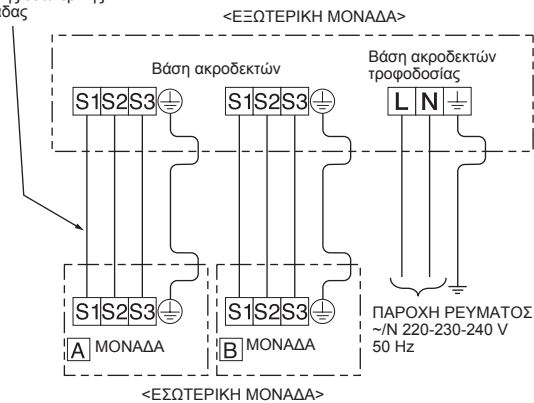 δας
<ΕΞΩΤΕΡΙΚΗ ΜΟΝΑΔΑ>
Βάση ακροδεκτών
Βάση ακροδεκτών
τροφοδοσίας
S1 S2 S3
S1 S2 S3
L N
S1 S2 S3
S1 S2 S3
A ΜΟΝΑΔΑ
B ΜΟΝΑΔΑ
ΠΑΡΟΧΗ ΡΕΥΜΑΤΟΣ
~/N 220-230-240 V
50 Hz
<ΕΣΩΤΕΡΙΚΗ ΜΟΝΑΔΑ>